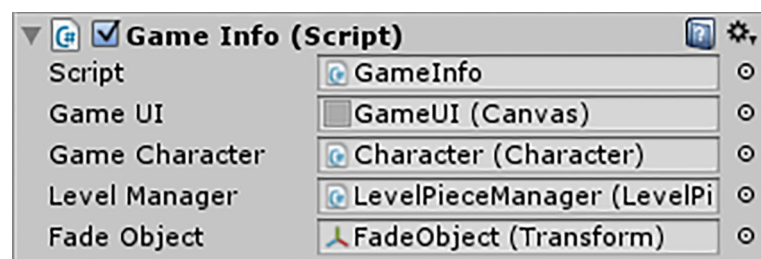 Game Info (Script)
Script GameInfo
Game UI GameUI (Canvas)
Game Character Character (Character)
Level Manager LevelPieceManager (LevelPi
Fade Object FadeObject (Transform)